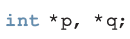 int *p, *q;